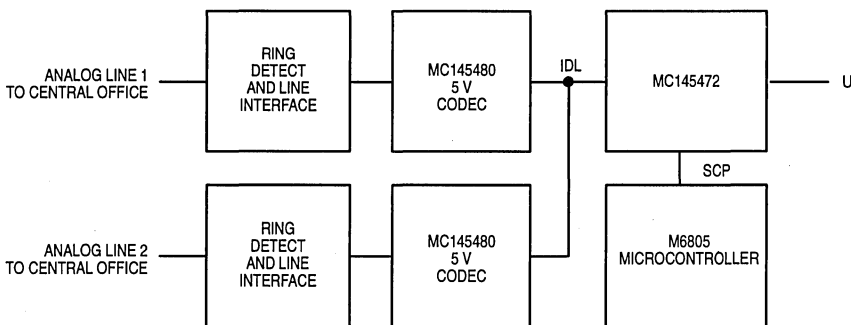 ANALOG LINE 1
TO CENTRAL OFFICE
RING
DETECT
AND LINE
INTERFACE
MC145480
5 V
CODEC
IDL
MC145472
U
SCP
ANALOG LINE 2
TO CENTRAL OFFICE
RING
DETECT
AND LINE
INTERFACE
MC145480
5 V
CODEC
M6805
MICROCONTROLLER